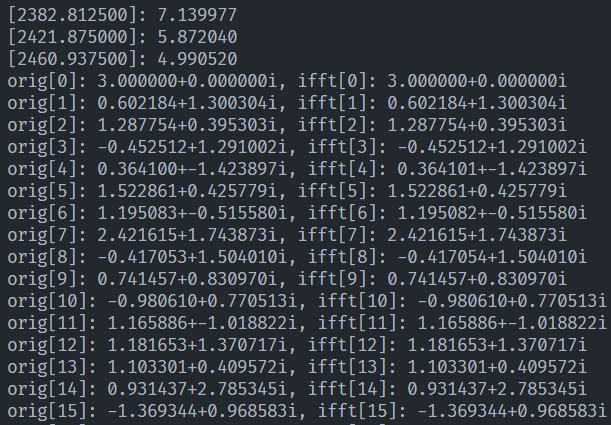 [2382.812500]: 7.139977
[2421.875000]: 5.872040
[2460.937500]: 4.990520
orig[0]: 3.000000+0.000000i, ifft[0]: 3.000000+0.000000i
orig[1]: 0.602184+1.300304i, ifft[1]: 0.602184+1.300304i
orig[2]: 1.287754+0.395303i, ifft[2]: 1.287754+0.395303i
orig[3]: -0.452512+1.291002i, ifft[3]: -0.452512+1.291002i
orig[4]: 0.364100+-1.423897i, ifft[4]: 0.364101+-1.423897i
orig[5]: 1.522861+0.425779i, ifft[5]: 1.522861+0.425779i
orig[6]: 1.195083+-0.515580i, ifft[6]: 1.195082+-0.515580i
orig[7]: 2.421615+1.743873i, ifft[7]: 2.421615+1.743873i
orig[8]: -0.417053+1.504010i, ifft[8]: -0.417054+1.504010i
orig[9]: 0.741457+0.830970i, ifft[9]: 0.741457+0.830970i
orig[10]: -0.980610+0.770513i, ifft[10]: -0.980610+0.770513i
orig[11]: 1.165886+-1.018822i, ifft[11]: 1.165886+-1.018822i
orig[12]: 1.181653+1.370717i, ifft[12]: 1.181653+1.370717i
orig[13]: 1.103301+0.409572i, ifft[13]: 1.103301+0.409572i
orig[14]: 0.931437+2.785345i, ifft[14]: 0.931437+2.785345i
orig[15]: -1.369344+0.968583i, ifft[15]: -1.369344+0.968583i